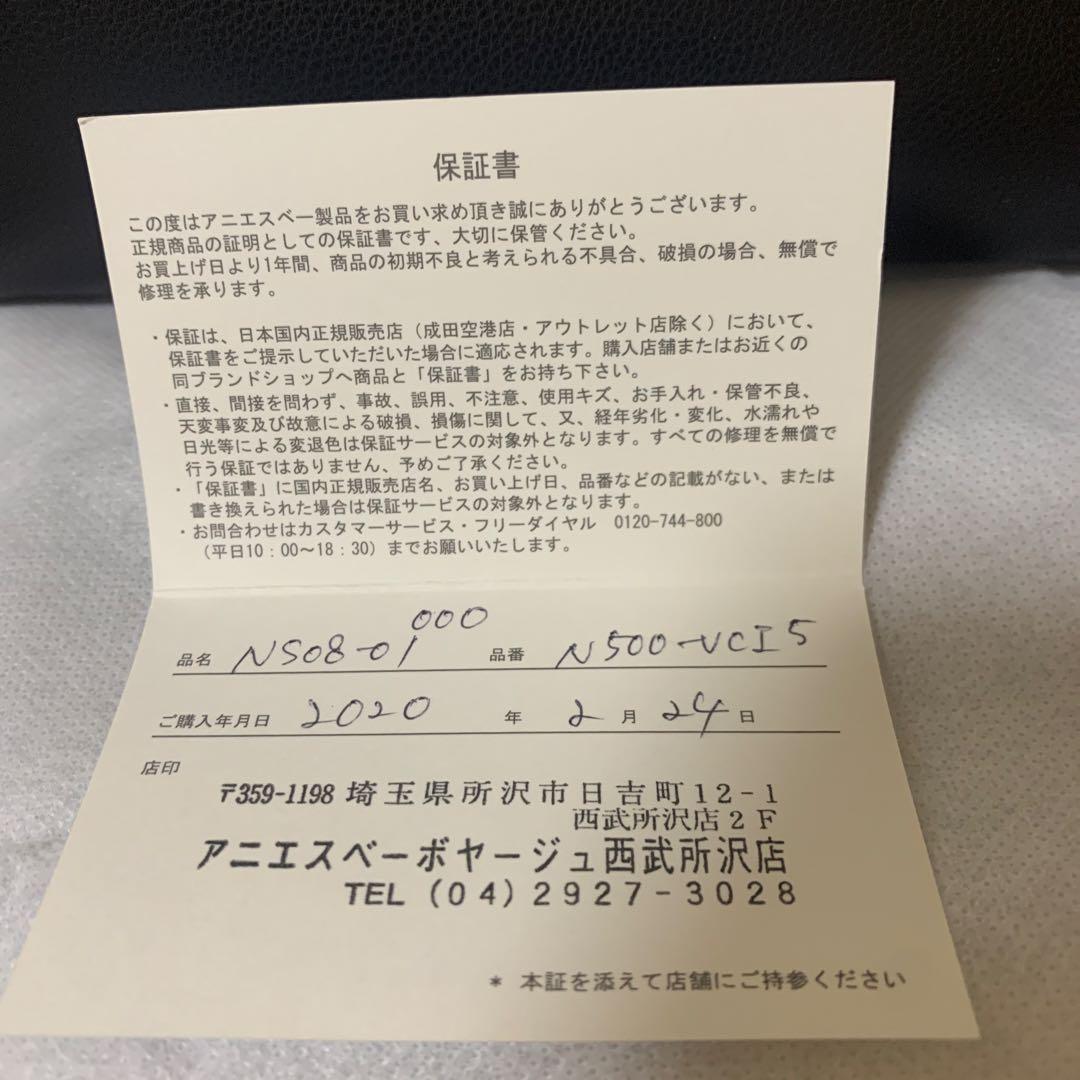 保証書
この度はアニエスベー製品をお買い求め頂き誠にありがとうございます。
正規商品の証明としての保証書です、大切に保管ください。
お買上げ日より1年間、商品の初期不良と考えられる不具合、破損の場合、無償で
修理を承ります。
・保証は、日本国内正規販売店（成田空港店・アウトレット店除く）において、
保証書をご提示していただいた場合に適応されます。購入店舗またはお近くの
同ブランドショップへ商品と「保証書」をお持ち下さい。
・直接、間接を問わず、事故、誤用、不注意、使用キズ、お手入れ・保管不良、
天変事変及び故意による破損、損傷に関して、又、経年劣化・変化、水濡れや
日光等による変退色は保証サービスの対象外となります。すべての修理を無償で
行う保証ではありません、予めご了承ください。
・「保証書」に国内正規販売店名、お買い上げ日、品番などの記載がない、または
書き換えられた場合は保証サービスの対象外となります。
・お問合わせはカスタマーサービス・フリーダイヤル 0120-744-800
（平日10：00〜18：30）までお願いいたします。
000
品名 NS08-01 品番 N500-VCI5
ご購入年月日 2020 年 2 月 24 日
店印
〒359-1198 埼玉県所沢市日吉町12-1
西武所沢店2F
アニエスベーボヤージュ西武所沢店
TEL (04)2927-3028
* 本証を添えて店舗にご持参ください